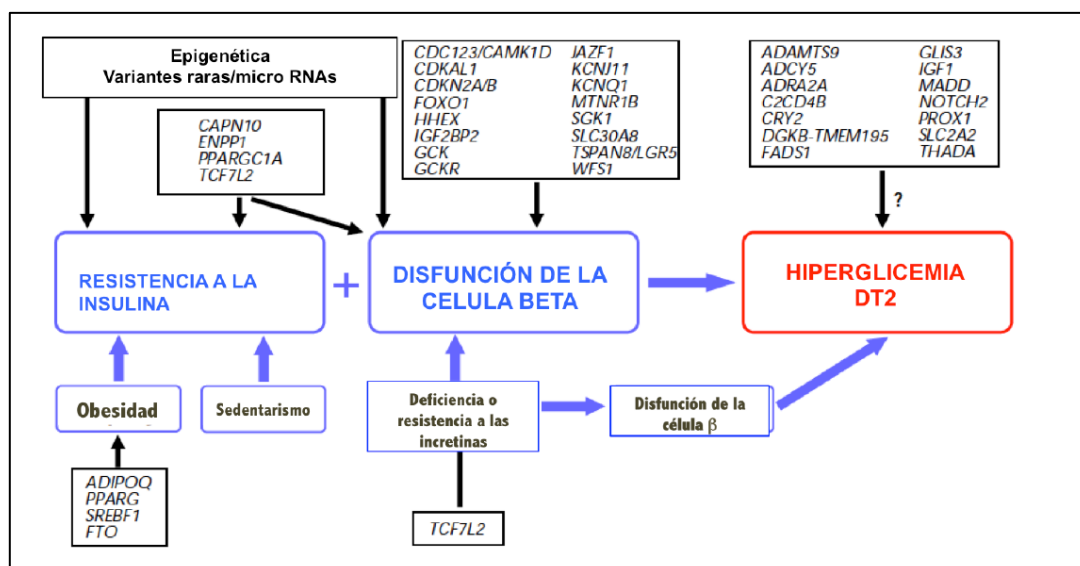 Epigenética
Variantes raras/micro RNAs
CAPN10
ENPP1
PPARGC1A
TCF7L2
CDC123/CAMK1D
CDKAL1
CDKN2A/B
FOXO1
HHEX
IGF2BP2
GCK
GCKR
JAZF1
KCNJ11
KCNQ1
MTNR1B
SGK1
SLC30A8
TSPAN8/LGR5
WFS1
ADAMTS9
ADCY5
ADRA2A
C2CD4B
CRY2
DGKB-TMEM195
FADS1
GLIS3
IGF1
MADD
NOTCH2
PROX1
SLC2A2
THADA
?
RESISTENCIA A LA
INSULINA
+
DISFUNCIÓN DE LA
CELULA BETA
HIPERGLICEMIA
DT2
Obesidad
Sedentarismo
Deficiencia o
resistencia a las
incretinas
Disfunción de la
célula β
ADIPOQ
PPARG
SREBF1
FTO
TCF7L2